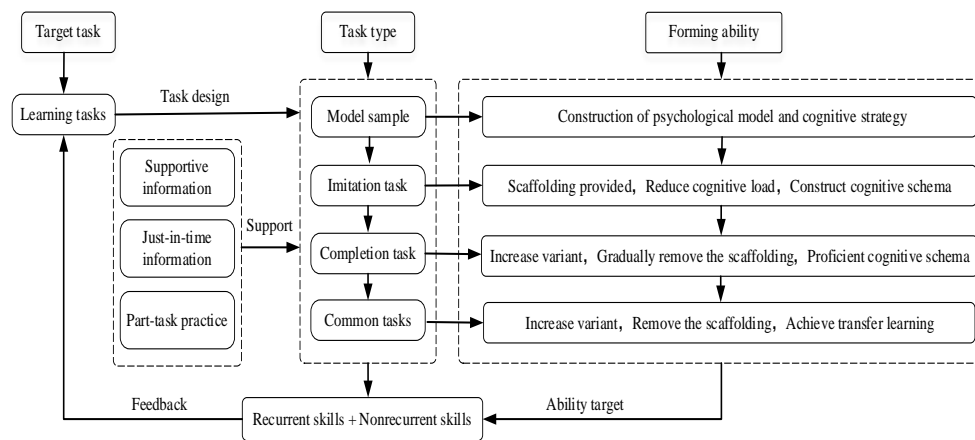 Target task
Task type
Forming ability
Learning tasks
Task design
Model sample
Construction of psychological model and cognitive strategy
Supportive
information
Imitation task
Scaffolding provided, Reduce cognitive load, Construct cognitive schema
Just-in-time
information
Support
Completion task
Increase variant, Gradually remove the scaffolding, Proficient cognitive schema
Part-task practice
Common tasks
Increase variant, Remove the scaffolding, Achieve transfer learning
Feedback
Recurrent skills + Nonrecurrent skills
Ability target